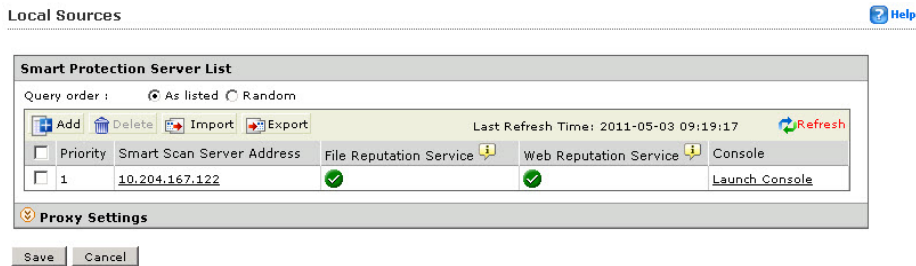 Local Sources
Help
Smart Protection Server List
Query order : As listed Random
Add Delete Import Export Last Refresh Time: 2011-05-03 09:19:17 Refresh
Priority Smart Scan Server Address File Reputation Service Web Reputation Service Console
1 10.204.167.122 Launch Console
Proxy Settings
Save Cancel